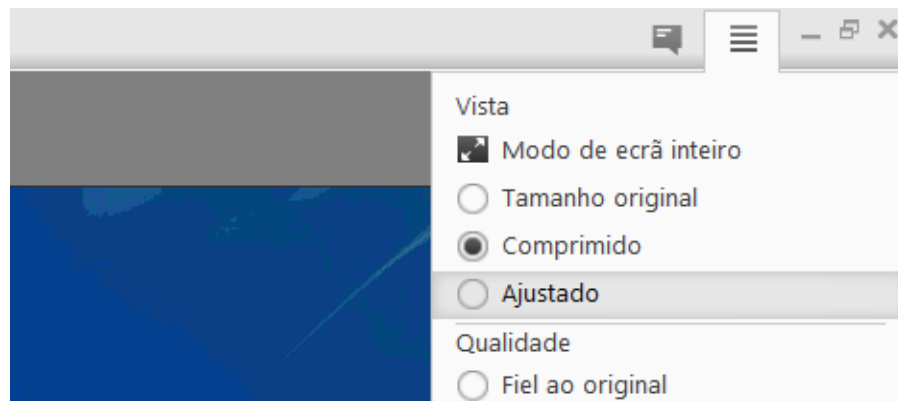 Vista
Modo de ecrã inteiro
Tamanho original
Comprimido
Ajustado
Qualidade
Fiel ao original